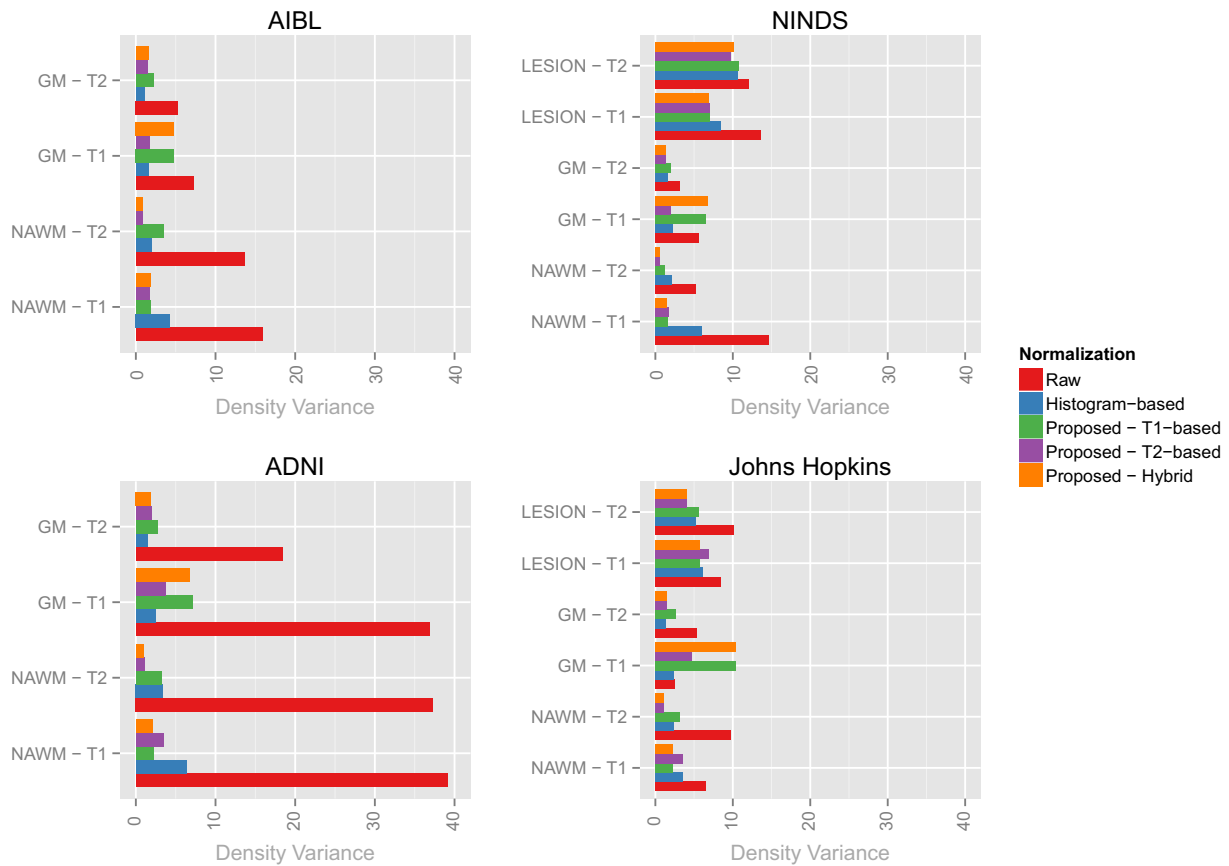 AIBL
GM − T2
GM − T1
NAWM − T2
NAWM − T1
0 10 20 30 40
Density Variance
NINDS
LESION − T2
LESION − T1
GM − T2
GM − T1
NAWM − T2
NAWM − T1
0 10 20 30 40
Density Variance
ADNI
GM − T2
GM − T1
NAWM − T2
NAWM − T1
0 10 20 30 40
Density Variance
Johns Hopkins
LESION − T2
LESION − T1
GM − T2
GM − T1
NAWM − T2
NAWM − T1
0 10 20 30 40
Density Variance
Normalization
Raw
Histogram−based
Proposed − T1−based
Proposed − T2−based
Proposed − Hybrid